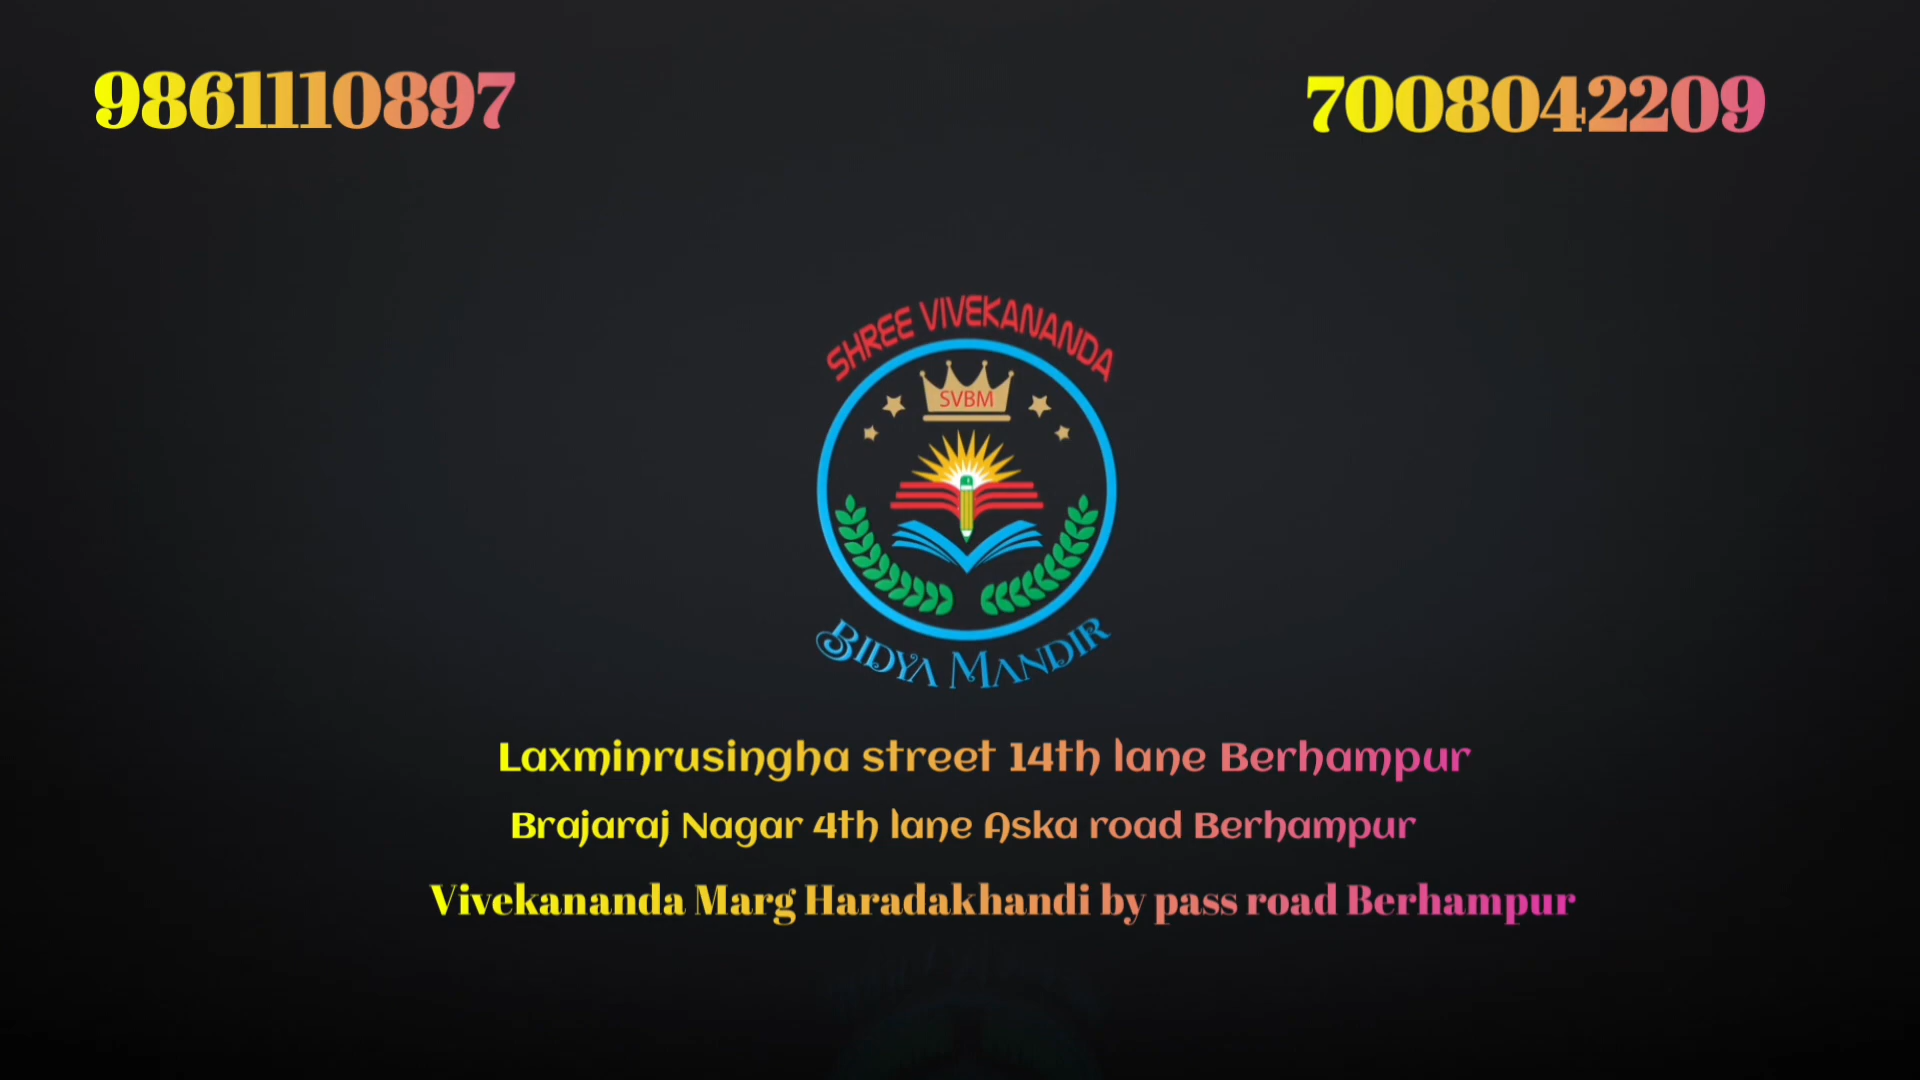 9861110897
7008042209
SHREE VIVEKANANDA
SVBM
BIDYA MANDIR
Laxminrusingha street 14th lane Berhampur
Brajaraj Nagar 4th lane Aska road Berhampur
Vivekananda Marg Haradakhandi by pass road Berhampur